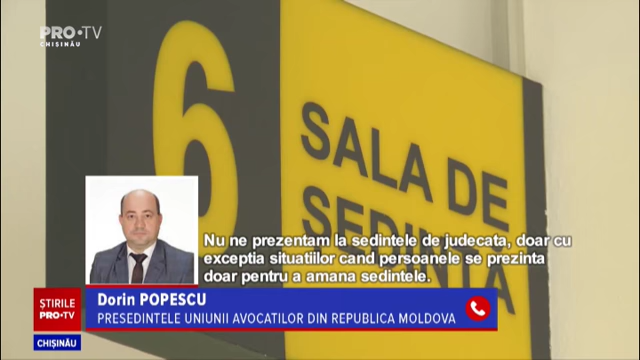 PRO•TV
CHIȘINĂU
6
SALA DE
ȘEDINȚĂ
Nu ne prezentam la sedintele de judecata, doar cu
exceptia situatiilor cand persoanele se prezinta
doar pentru a amana sedintele.
ȘTIRILE
PRO•TV
CHIȘINĂU
Dorin POPESCU
PRESEDINTELE UNIUNII AVOCATILOR DIN REPUBLICA MOLDOVA